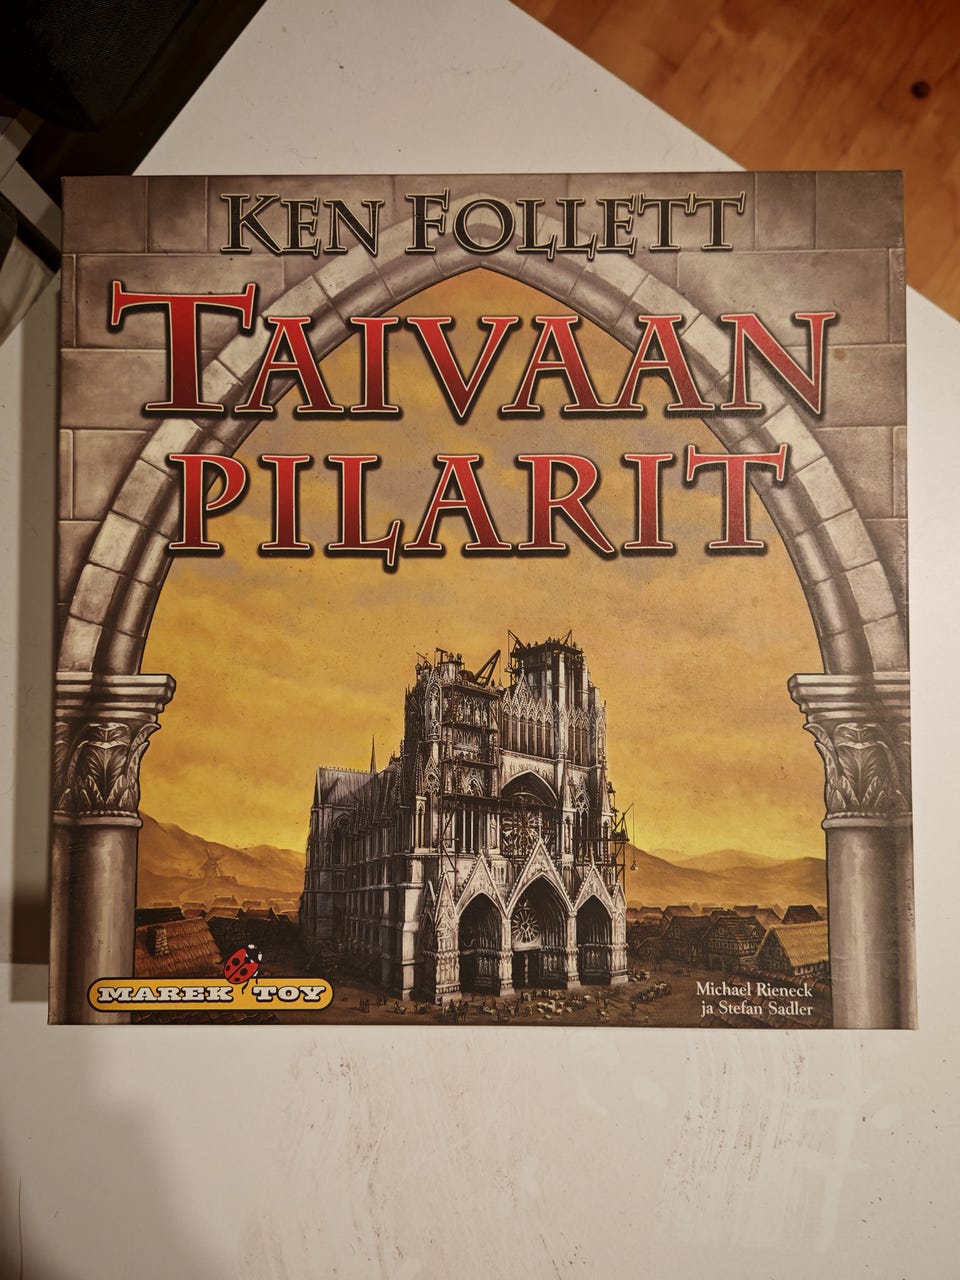 KEN FOLLETT
TAIVAAN
PILARIT
MAREK TOY
Michael Rieneck
ja Stefan Sadler